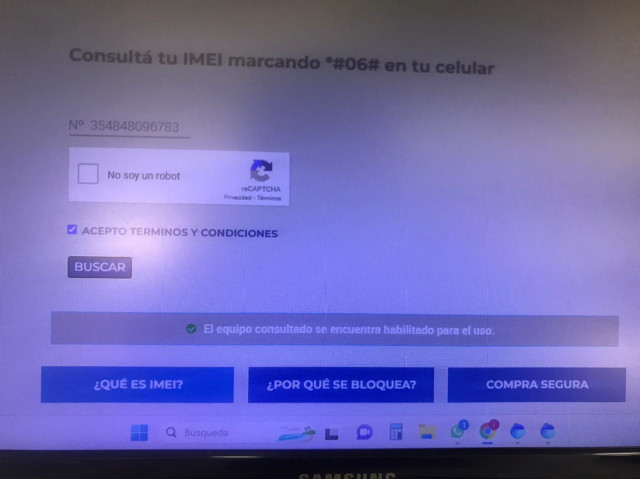 Consultá tu IMEI marcando *#06# en tu celular
Nº 354848096783
No soy un robot
reCAPTCHA
Privacidad - Términos
ACEPTO TERMINOS Y CONDICIONES
BUSCAR
El equipo consultado se encuentra habilitado para el uso.
¿QUÉ ES IMEI?
¿POR QUÉ SE BLOQUEA?
COMPRA SEGURA
Búsqueda
SAMSUNG